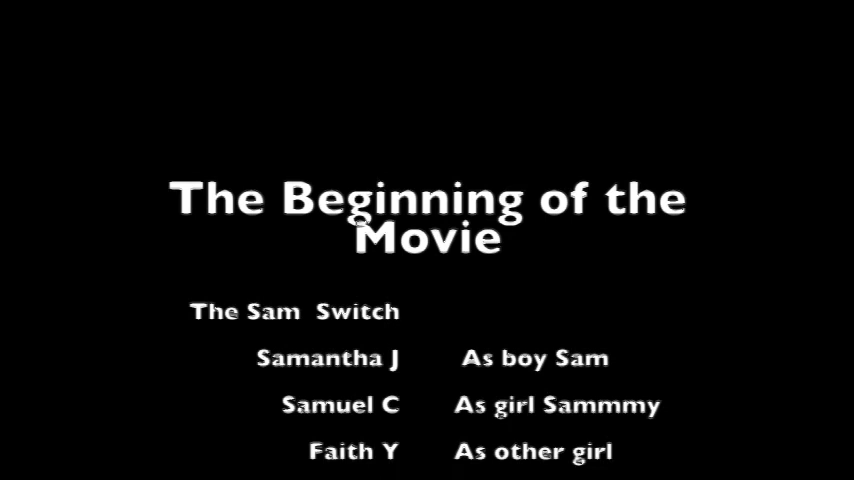 The Beginning of the
Movie
The Sam Switch
Samantha J As boy Sam
Samuel C As girl Sammmy
Faith Y As other girl